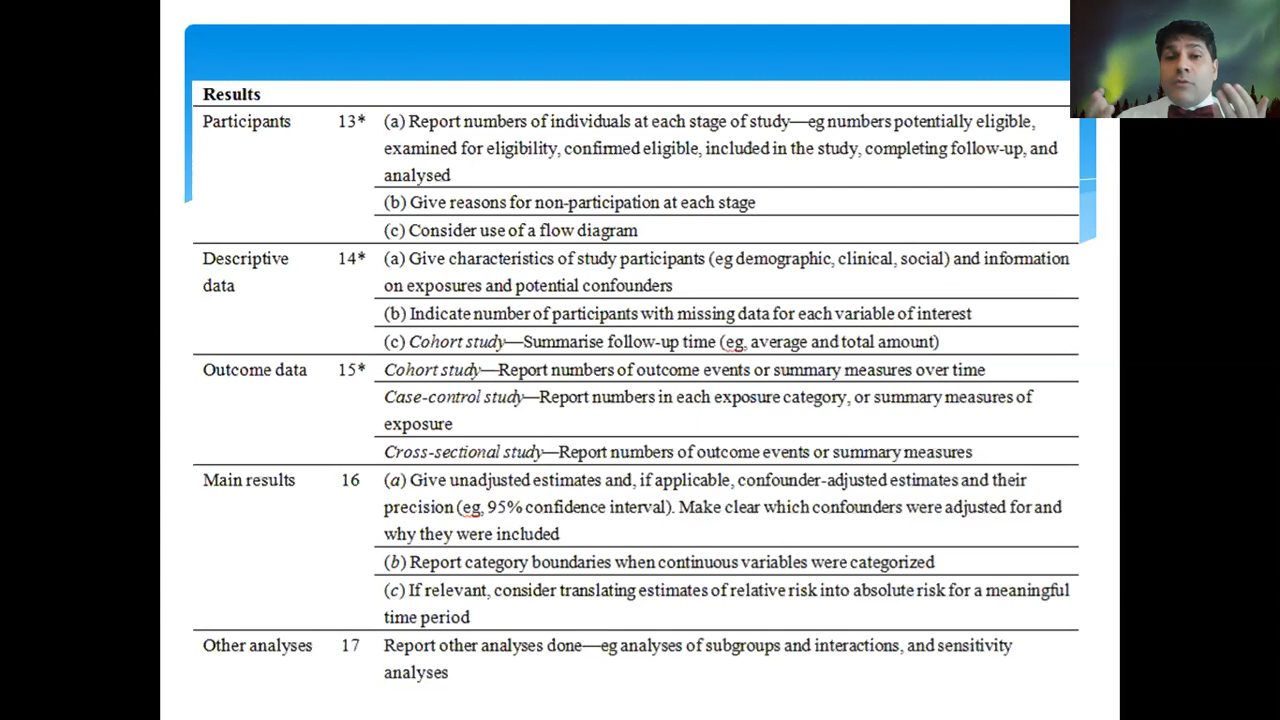 Results
Participants 13* (a) Report numbers of individuals at each stage of study—eg numbers potentially eligible,
examined for eligibility, confirmed eligible, included in the study, completing follow-up, and
analysed
(b) Give reasons for non-participation at each stage
(c) Consider use of a flow diagram
Descriptive 14* (a) Give characteristics of study participants (eg demographic, clinical, social) and information
data on exposures and potential confounders
(b) Indicate number of participants with missing data for each variable of interest
(c) Cohort study—Summarise follow-up time (eg, average and total amount)
Outcome data 15* Cohort study—Report numbers of outcome events or summary measures over time
Case-control study—Report numbers in each exposure category, or summary measures of
exposure
Cross-sectional study—Report numbers of outcome events or summary measures
Main results 16 (a) Give unadjusted estimates and, if applicable, confounder-adjusted estimates and their
precision (eg, 95% confidence interval). Make clear which confounders were adjusted for and
why they were included
(b) Report category boundaries when continuous variables were categorized
(c) If relevant, consider translating estimates of relative risk into absolute risk for a meaningful
time period
Other analyses 17 Report other analyses done—eg analyses of subgroups and interactions, and sensitivity
analyses